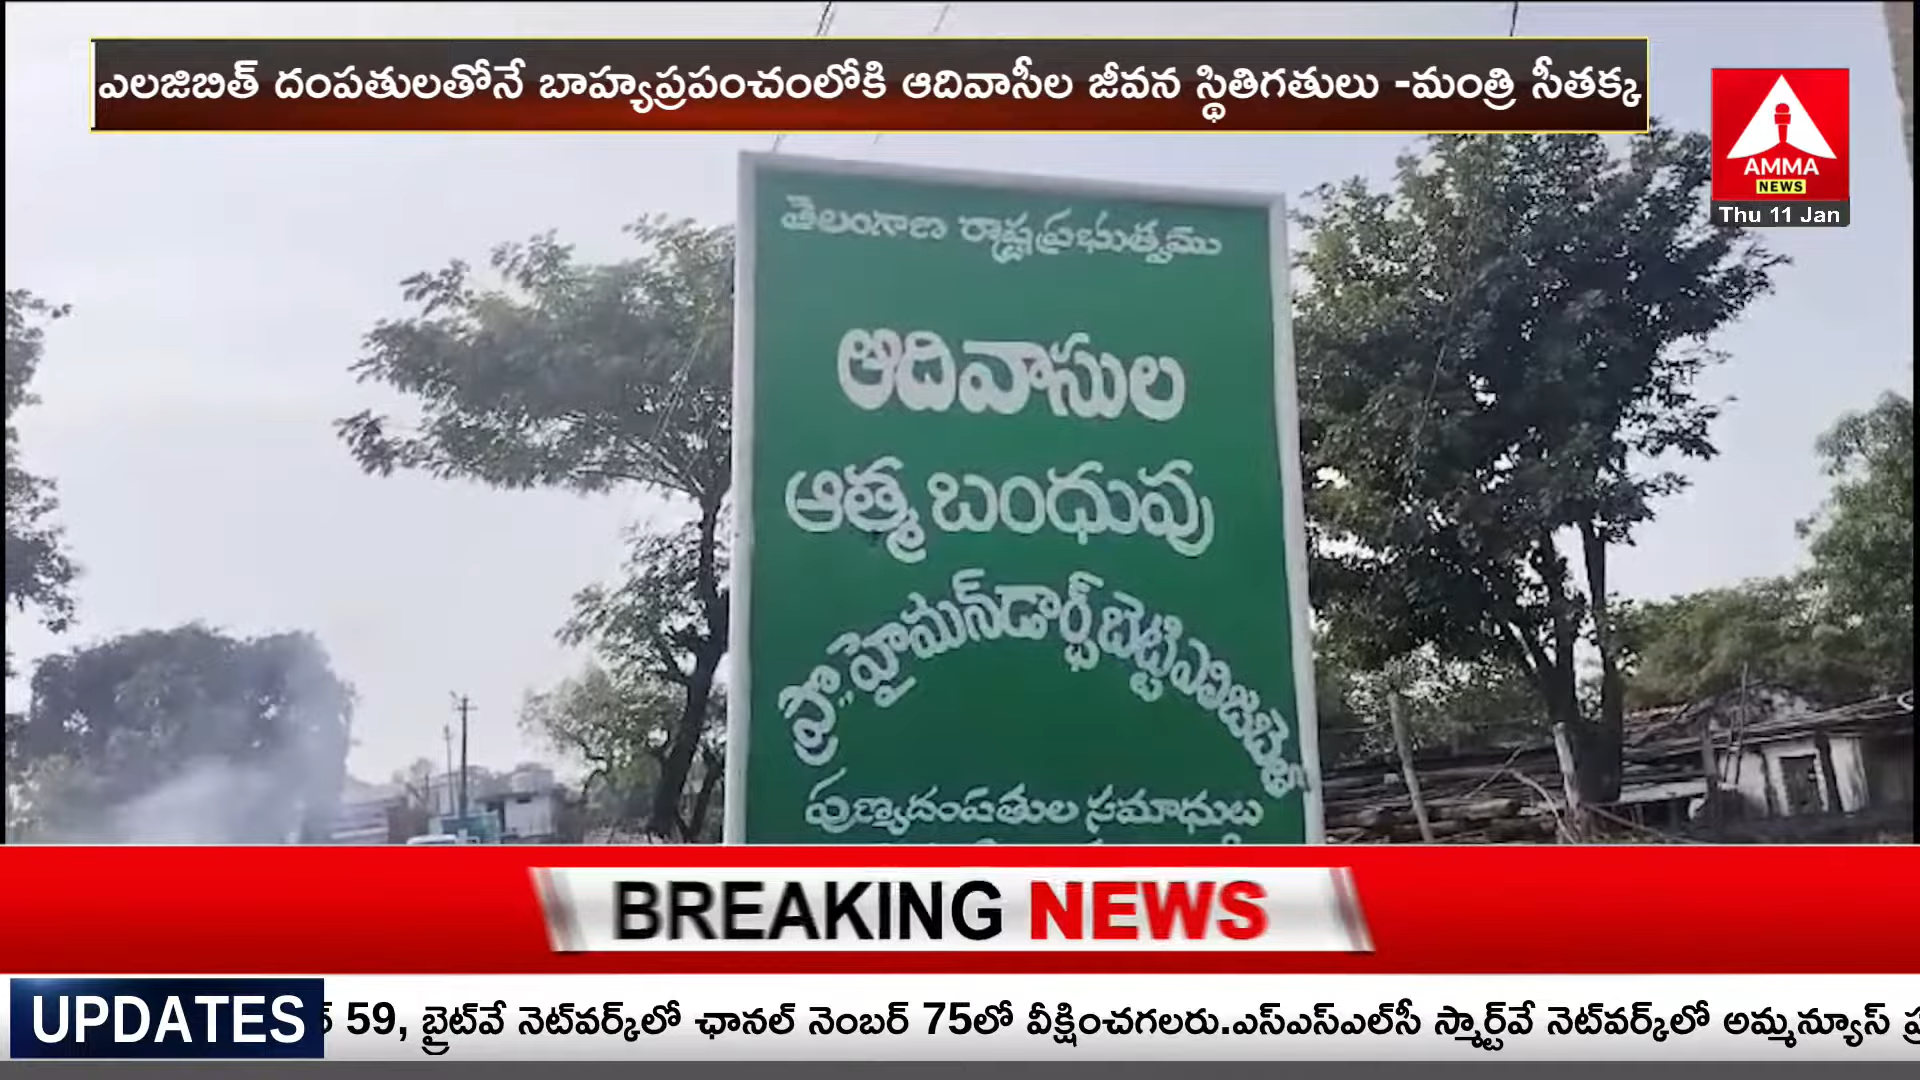 ఎలజిబిత్ దంపతులతోనే బాహ్యప్రపంచంలోకి ఆదివాసీల జీవన స్థితిగతులు -మంత్రి సీతక్క
AMMA
NEWS
Thu 11 Jan
తెలంగాణ రాష్ట్రప్రభుత్వము
ఆదివాసుల
ఆత్మ బంధువు
ప్రొ,, హైమన్‌డార్ఫ్ బెట్టి ఎలిజబెత్
పుణ్యదంపతుల సమాధులు
BREAKING NEWS
UPDATES
59, బ్రైట్‌వే నెట్‌వర్క్‌లో ఛానల్ నెంబర్ 75లో వీక్షించగలరు.ఎస్ఎస్ఎల్‌సీ స్మార్ట్‌వే నెట్‌వర్క్‌లో అమ్మన్యూస్